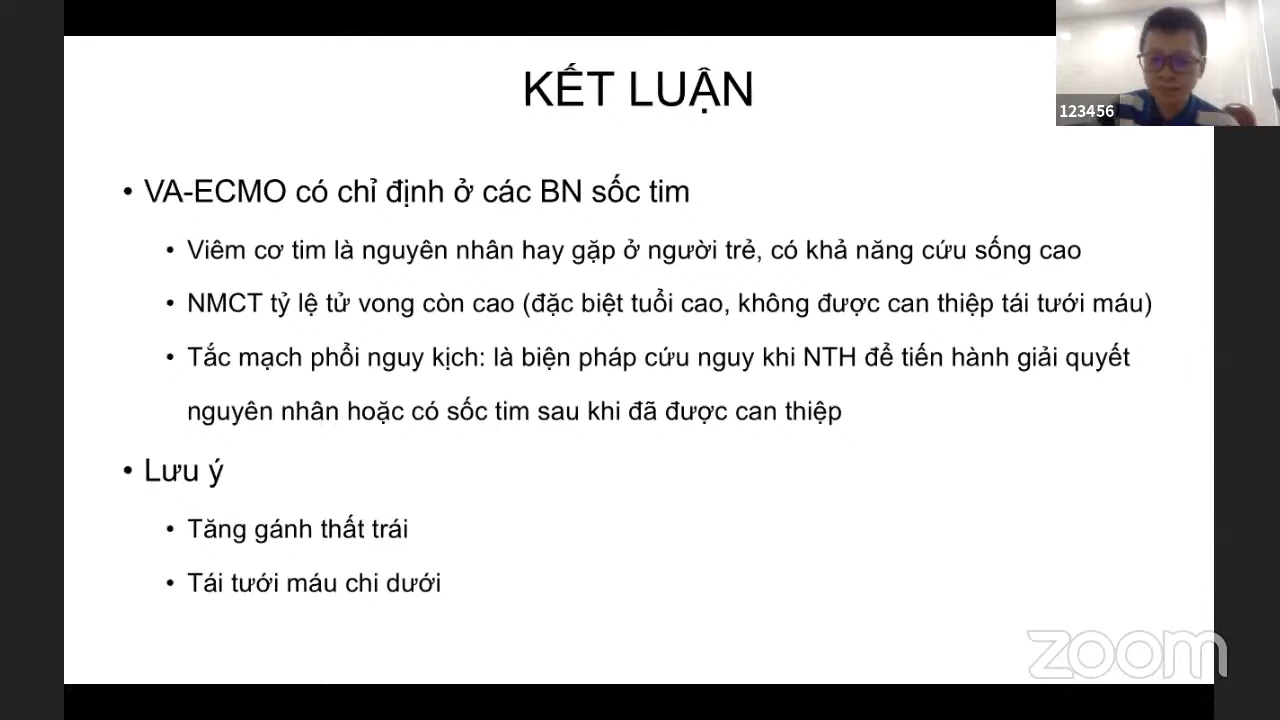 KẾT LUẬN
123456
• VA-ECMO có chỉ định ở các BN sốc tim
• Viêm cơ tim là nguyên nhân hay gặp ở người trẻ, có khả năng cứu sống cao
• NMCT tỷ lệ tử vong còn cao (đặc biệt tuổi cao, không được can thiệp tái tưới máu)
• Tắc mạch phổi nguy kịch: là biện pháp cứu nguy khi NTH để tiến hành giải quyết
nguyên nhân hoặc có sốc tim sau khi đã được can thiệp
• Lưu ý
• Tăng gánh thất trái
• Tái tưới máu chi dưới
zoom